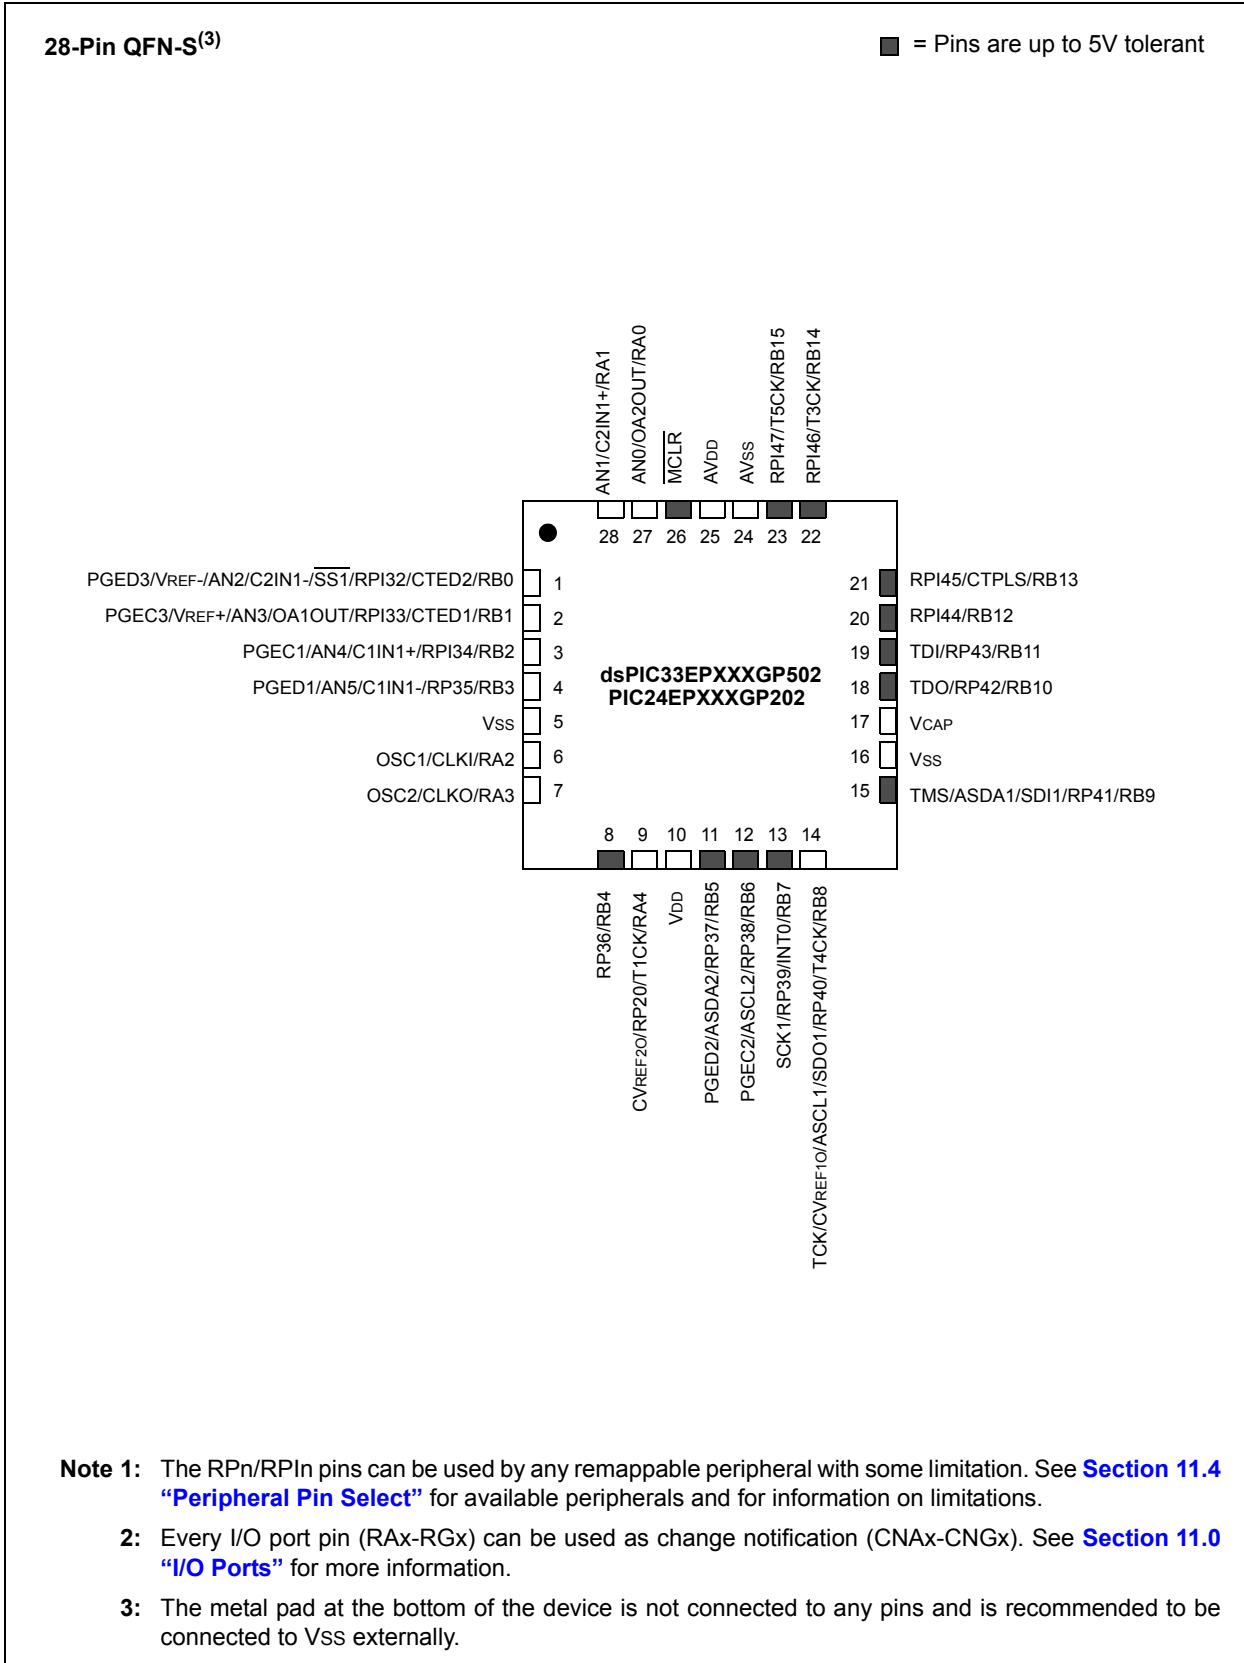 28-Pin QFN-S(3)
= Pins are up to 5V tolerant
AN1/C2IN1+/RA1
AN0/OA2OUT/RA0
MCLR
AVDD
AVSS
RPI47/T5CK/RB15
RPI46/T3CK/RB14
28 27 26 25 24 23 22
PGED3/VREF-/AN2/C2IN1-/SS1/RPI32/CTED2/RB0 1
PGEC3/VREF+/AN3/OA1OUT/RPI33/CTED1/RB1 2
PGEC1/AN4/C1IN1+/RPI34/RB2 3
PGED1/AN5/C1IN1-/RP35/RB3 4
VSS 5
OSC1/CLKI/RA2 6
OSC2/CLKO/RA3 7
dsPIC33EPXXXGP502
PIC24EPXXXGP202
21 RPI45/CTPLS/RB13
20 RPI44/RB12
19 TDI/RP43/RB11
18 TDO/RP42/RB10
17 VCAP
16 VSS
15 TMS/ASDA1/SDI1/RP41/RB9
8 9 10 11 12 13 14
RP36/RB4
CVREF2O/RP20/T1CK/RA4
VDD
PGED2/ASDA2/RP37/RB5
PGEC2/ASCL2/RP38/RB6
SCK1/RP39/INT0/RB7
TCK/CVREF1O/ASCL1/SDO1/RP40/T4CK/RB8
Note 1: The RPn/RPIn pins can be used by any remappable peripheral with some limitation. See Section 11.4
“Peripheral Pin Select” for available peripherals and for information on limitations.
2: Every I/O port pin (RAx-RGx) can be used as change notification (CNAx-CNGx). See Section 11.0
“I/O Ports” for more information.
3: The metal pad at the bottom of the device is not connected to any pins and is recommended to be
connected to VSS externally.